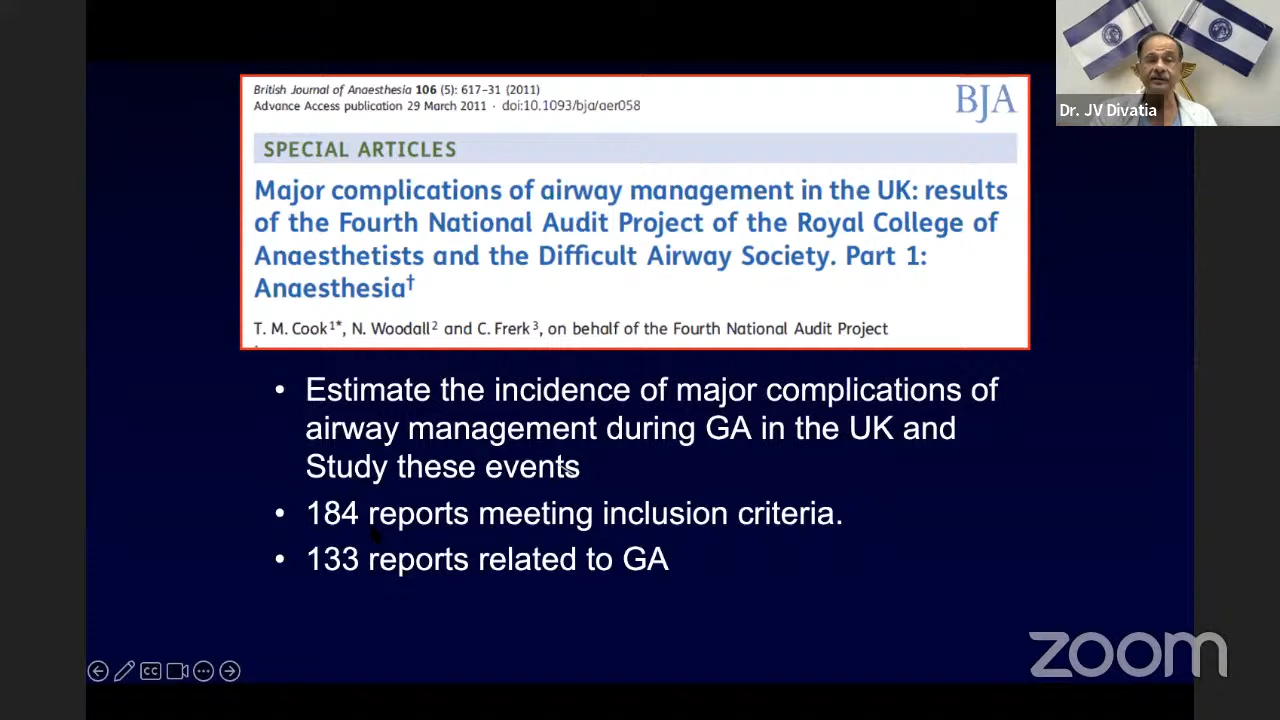 British Journal of Anaesthesia 106 (5): 617–31 (2011)
Advance Access publication 29 March 2011 · doi:10.1093/bja/aer058
BJA
SPECIAL ARTICLES
Major complications of airway management in the UK: results
of the Fourth National Audit Project of the Royal College of
Anaesthetists and the Difficult Airway Society. Part 1:
Anaesthesia†
T. M. Cook1*, N. Woodall2 and C. Frerk3, on behalf of the Fourth National Audit Project
• Estimate the incidence of major complications of
airway management during GA in the UK and
Study these events
• 184 reports meeting inclusion criteria.
• 133 reports related to GA
Dr. JV Divatia
CC
zoom